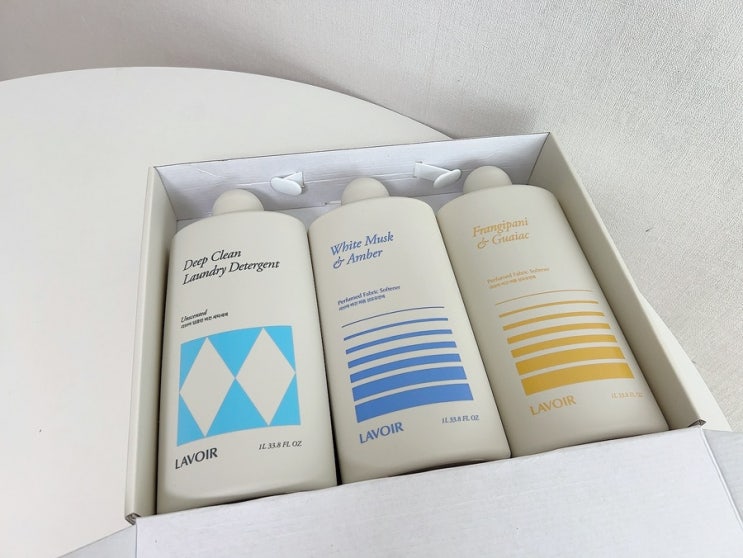 Deep Clean
Laundry Detergent
Unscented
LAVOIR
1L 33.8 FL OZ
White Musk
& Amber
Perfumed Fabric Softener
LAVOIR
1L 33.8 FL OZ
Frangipani
& Guaiac
Perfumed Fabric Softener
LAVOIR
1L 33.8 FL OZ